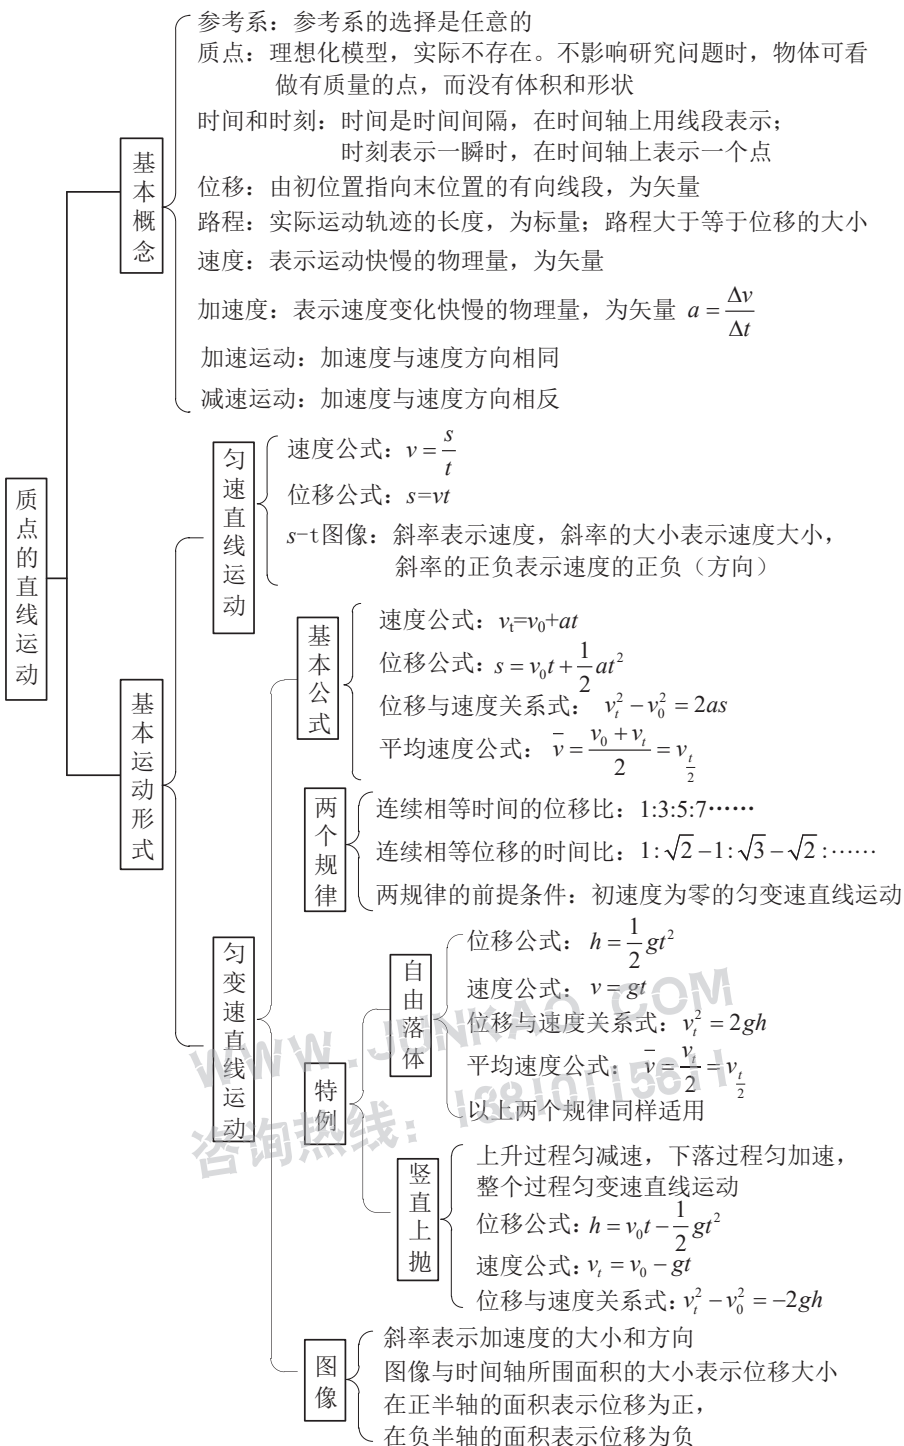 质点的直线运动
基本概念
参考系：参考系的选择是任意的
质点：理想化模型，实际不存在。不影响研究问题时，物体可看
做有质量的点，而没有体积和形状
时间和时刻：时间是时间间隔，在时间轴上用线段表示；
时刻表示一瞬时，在时间轴上表示一个点
位移：由初位置指向末位置的有向线段，为矢量
路程：实际运动轨迹的长度，为标量；路程大于等于位移的大小
速度：表示运动快慢的物理量，为矢量
加速度：表示速度变化快慢的物理量，为矢量 a = Δv/Δt
加速运动：加速度与速度方向相同
减速运动：加速度与速度方向相反
基本运动形式
匀速直线运动
速度公式：v = s/t
位移公式：s=vt
s-t图像：斜率表示速度，斜率的大小表示速度大小，
斜率的正负表示速度的正负（方向）
匀变速直线运动
基本公式
速度公式：vₜ=v₀+at
位移公式：s = v₀t + 1/2 at²
位移与速度关系式： vₜ² − v₀² = 2as
平均速度公式： v̄ = (v₀ + vₜ)/2 = v_{t/2}
两个规律
连续相等时间的位移比：1:3:5:7······
连续相等位移的时间比：1:√2−1:√3−√2:······
两规律的前提条件：初速度为零的匀变速直线运动
特例
自由落体
位移公式： h = 1/2 gt²
速度公式： v = gt
位移与速度关系式：vₜ² = 2gh
平均速度公式： v̄ = vₜ/2 = v_{t/2}
以上两个规律同样适用
竖直上抛
上升过程匀减速，下落过程匀加速，
整个过程匀变速直线运动
位移公式：h = v₀t − 1/2 gt²
速度公式：vₜ = v₀ − gt
位移与速度关系式：vₜ² − v₀² = −2gh
图像
斜率表示加速度的大小和方向
图像与时间轴所围面积的大小表示位移大小
在正半轴的面积表示位移为正，
在负半轴的面积表示位移为负
WWW.JUNKAO.COM
咨询热线：13810115611